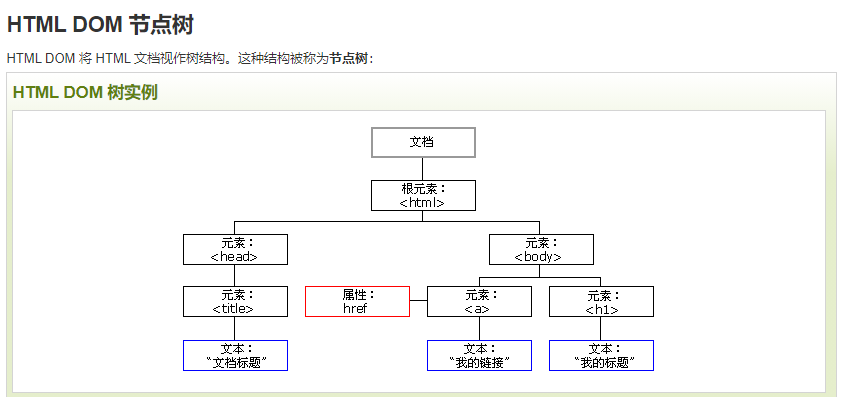 HTML DOM 节点树
HTML DOM 将 HTML 文档视作树结构。这种结构被称为节点树：
HTML DOM 树实例
文档
根元素：
<html>
元素：
<head>
元素：
<body>
元素：
<title>
属性：
href
元素：
<a>
元素：
<h1>
文本：
“文档标题”
文本：
“我的链接”
文本：
“我的标题”